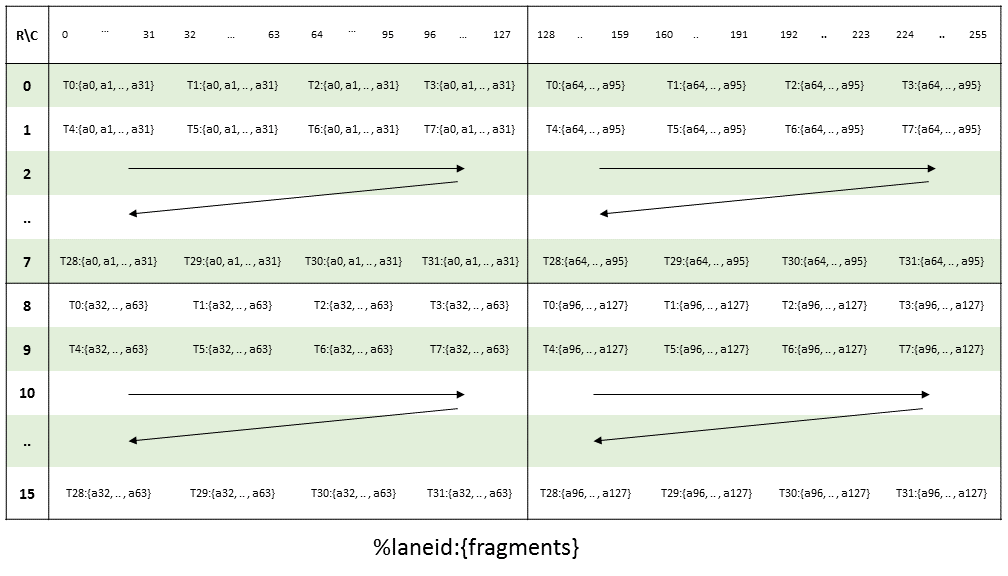 R\C 0 ... 31 32 ... 63 64 ... 95 96 ... 127 128 .. 159 160 .. 191 192 .. 223 224 .. 255
0 T0:{a0, a1, .. , a31} T1:{a0, a1, .. , a31} T2:{a0, a1, .. , a31} T3:{a0, a1, .. , a31} T0:{a64, .. , a95} T1:{a64, .. , a95} T2:{a64, .. , a95} T3:{a64, .. , a95}
1 T4:{a0, a1, .. , a31} T5:{a0, a1, .. , a31} T6:{a0, a1, .. , a31} T7:{a0, a1, .. , a31} T4:{a64, .. , a95} T5:{a64, .. , a95} T6:{a64, .. , a95} T7:{a64, .. , a95}
2
..
7 T28:{a0, a1, .. , a31} T29:{a0, a1, .. , a31} T30:{a0, a1, .. , a31} T31:{a0, a1, .. , a31} T28:{a64, .. , a95} T29:{a64, .. , a95} T30:{a64, .. , a95} T31:{a64, .. , a95}
8 T0:{a32, .. , a63} T1:{a32, .. , a63} T2:{a32, .. , a63} T3:{a32, .. , a63} T0:{a96, .. , a127} T1:{a96, .. , a127} T2:{a96, .. , a127} T3:{a96, .. , a127}
9 T4:{a32, .. , a63} T5:{a32, .. , a63} T6:{a32, .. , a63} T7:{a32, .. , a63} T4:{a96, .. , a127} T5:{a96, .. , a127} T6:{a96, .. , a127} T7:{a96, .. , a127}
10
..
15 T28:{a32, .. , a63} T29:{a32, .. , a63} T30:{a32, .. , a63} T31:{a32, .. , a63} T28:{a96, .. , a127} T29:{a96, .. , a127} T30:{a96, .. , a127} T31:{a96, .. , a127}
%laneid:{fragments}